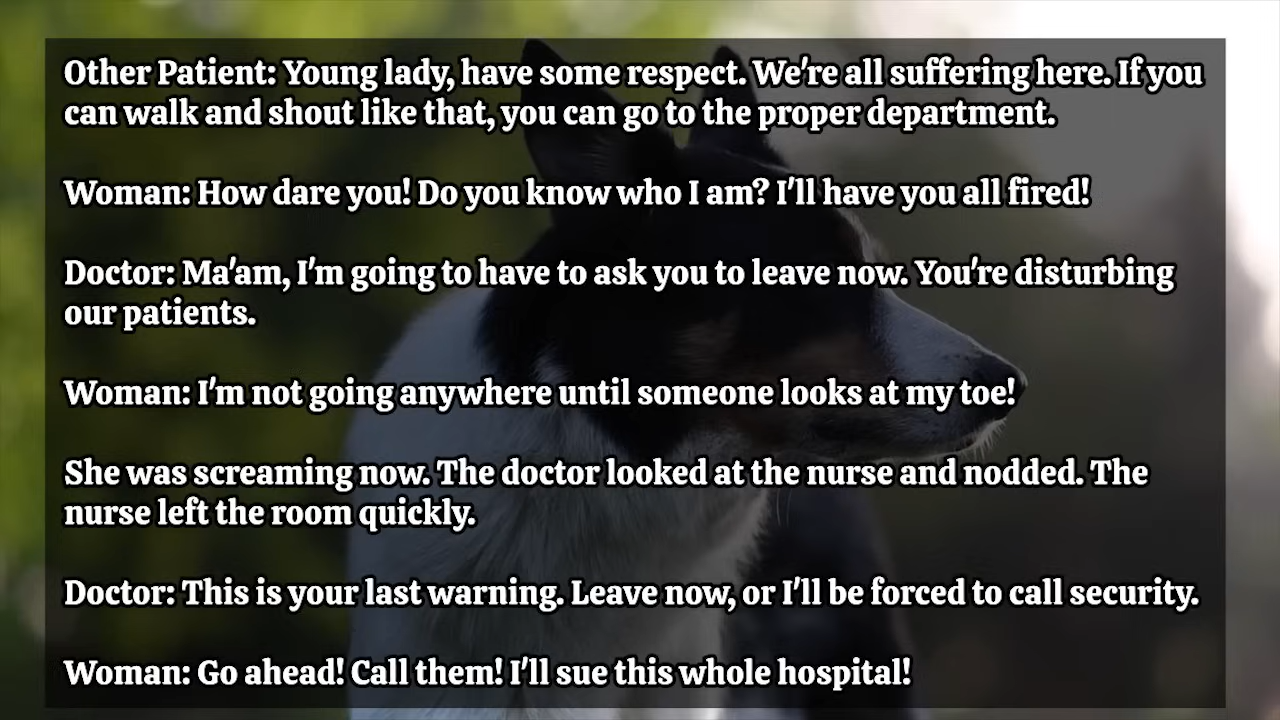 Other Patient: Young lady, have some respect. We're all suffering here. If you
can walk and shout like that, you can go to the proper department.
Woman: How dare you! Do you know who I am? I'll have you all fired!
Doctor: Ma'am, I'm going to have to ask you to leave now. You're disturbing
our patients.
Woman: I'm not going anywhere until someone looks at my toe!
She was screaming now. The doctor looked at the nurse and nodded. The
nurse left the room quickly.
Doctor: This is your last warning. Leave now, or I'll be forced to call security.
Woman: Go ahead! Call them! I'll sue this whole hospital!